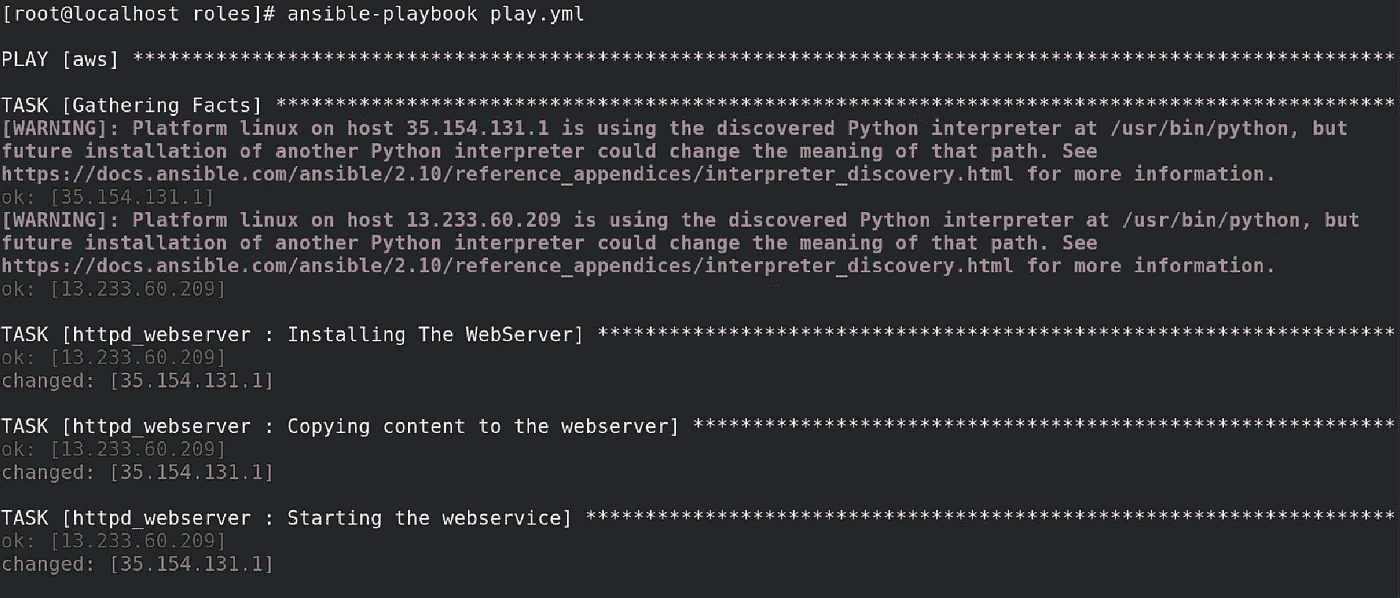 [root@localhost roles]# ansible-playbook play.yml
PLAY [aws] **********************************************************************************************************
TASK [Gathering Facts] **********************************************************************************************
[WARNING]: Platform linux on host 35.154.131.1 is using the discovered Python interpreter at /usr/bin/python, but
future installation of another Python interpreter could change the meaning of that path. See
https://docs.ansible.com/ansible/2.10/reference_appendices/interpreter_discovery.html for more information.
ok: [35.154.131.1]
[WARNING]: Platform linux on host 13.233.60.209 is using the discovered Python interpreter at /usr/bin/python, but
future installation of another Python interpreter could change the meaning of that path. See
https://docs.ansible.com/ansible/2.10/reference_appendices/interpreter_discovery.html for more information.
ok: [13.233.60.209]
TASK [httpd_webserver : Installing The WebServer] *******************************************************************
ok: [13.233.60.209]
changed: [35.154.131.1]
TASK [httpd_webserver : Copying content to the webserver] ***********************************************************
ok: [13.233.60.209]
changed: [35.154.131.1]
TASK [httpd_webserver : Starting the webservice] ********************************************************************
ok: [13.233.60.209]
changed: [35.154.131.1]